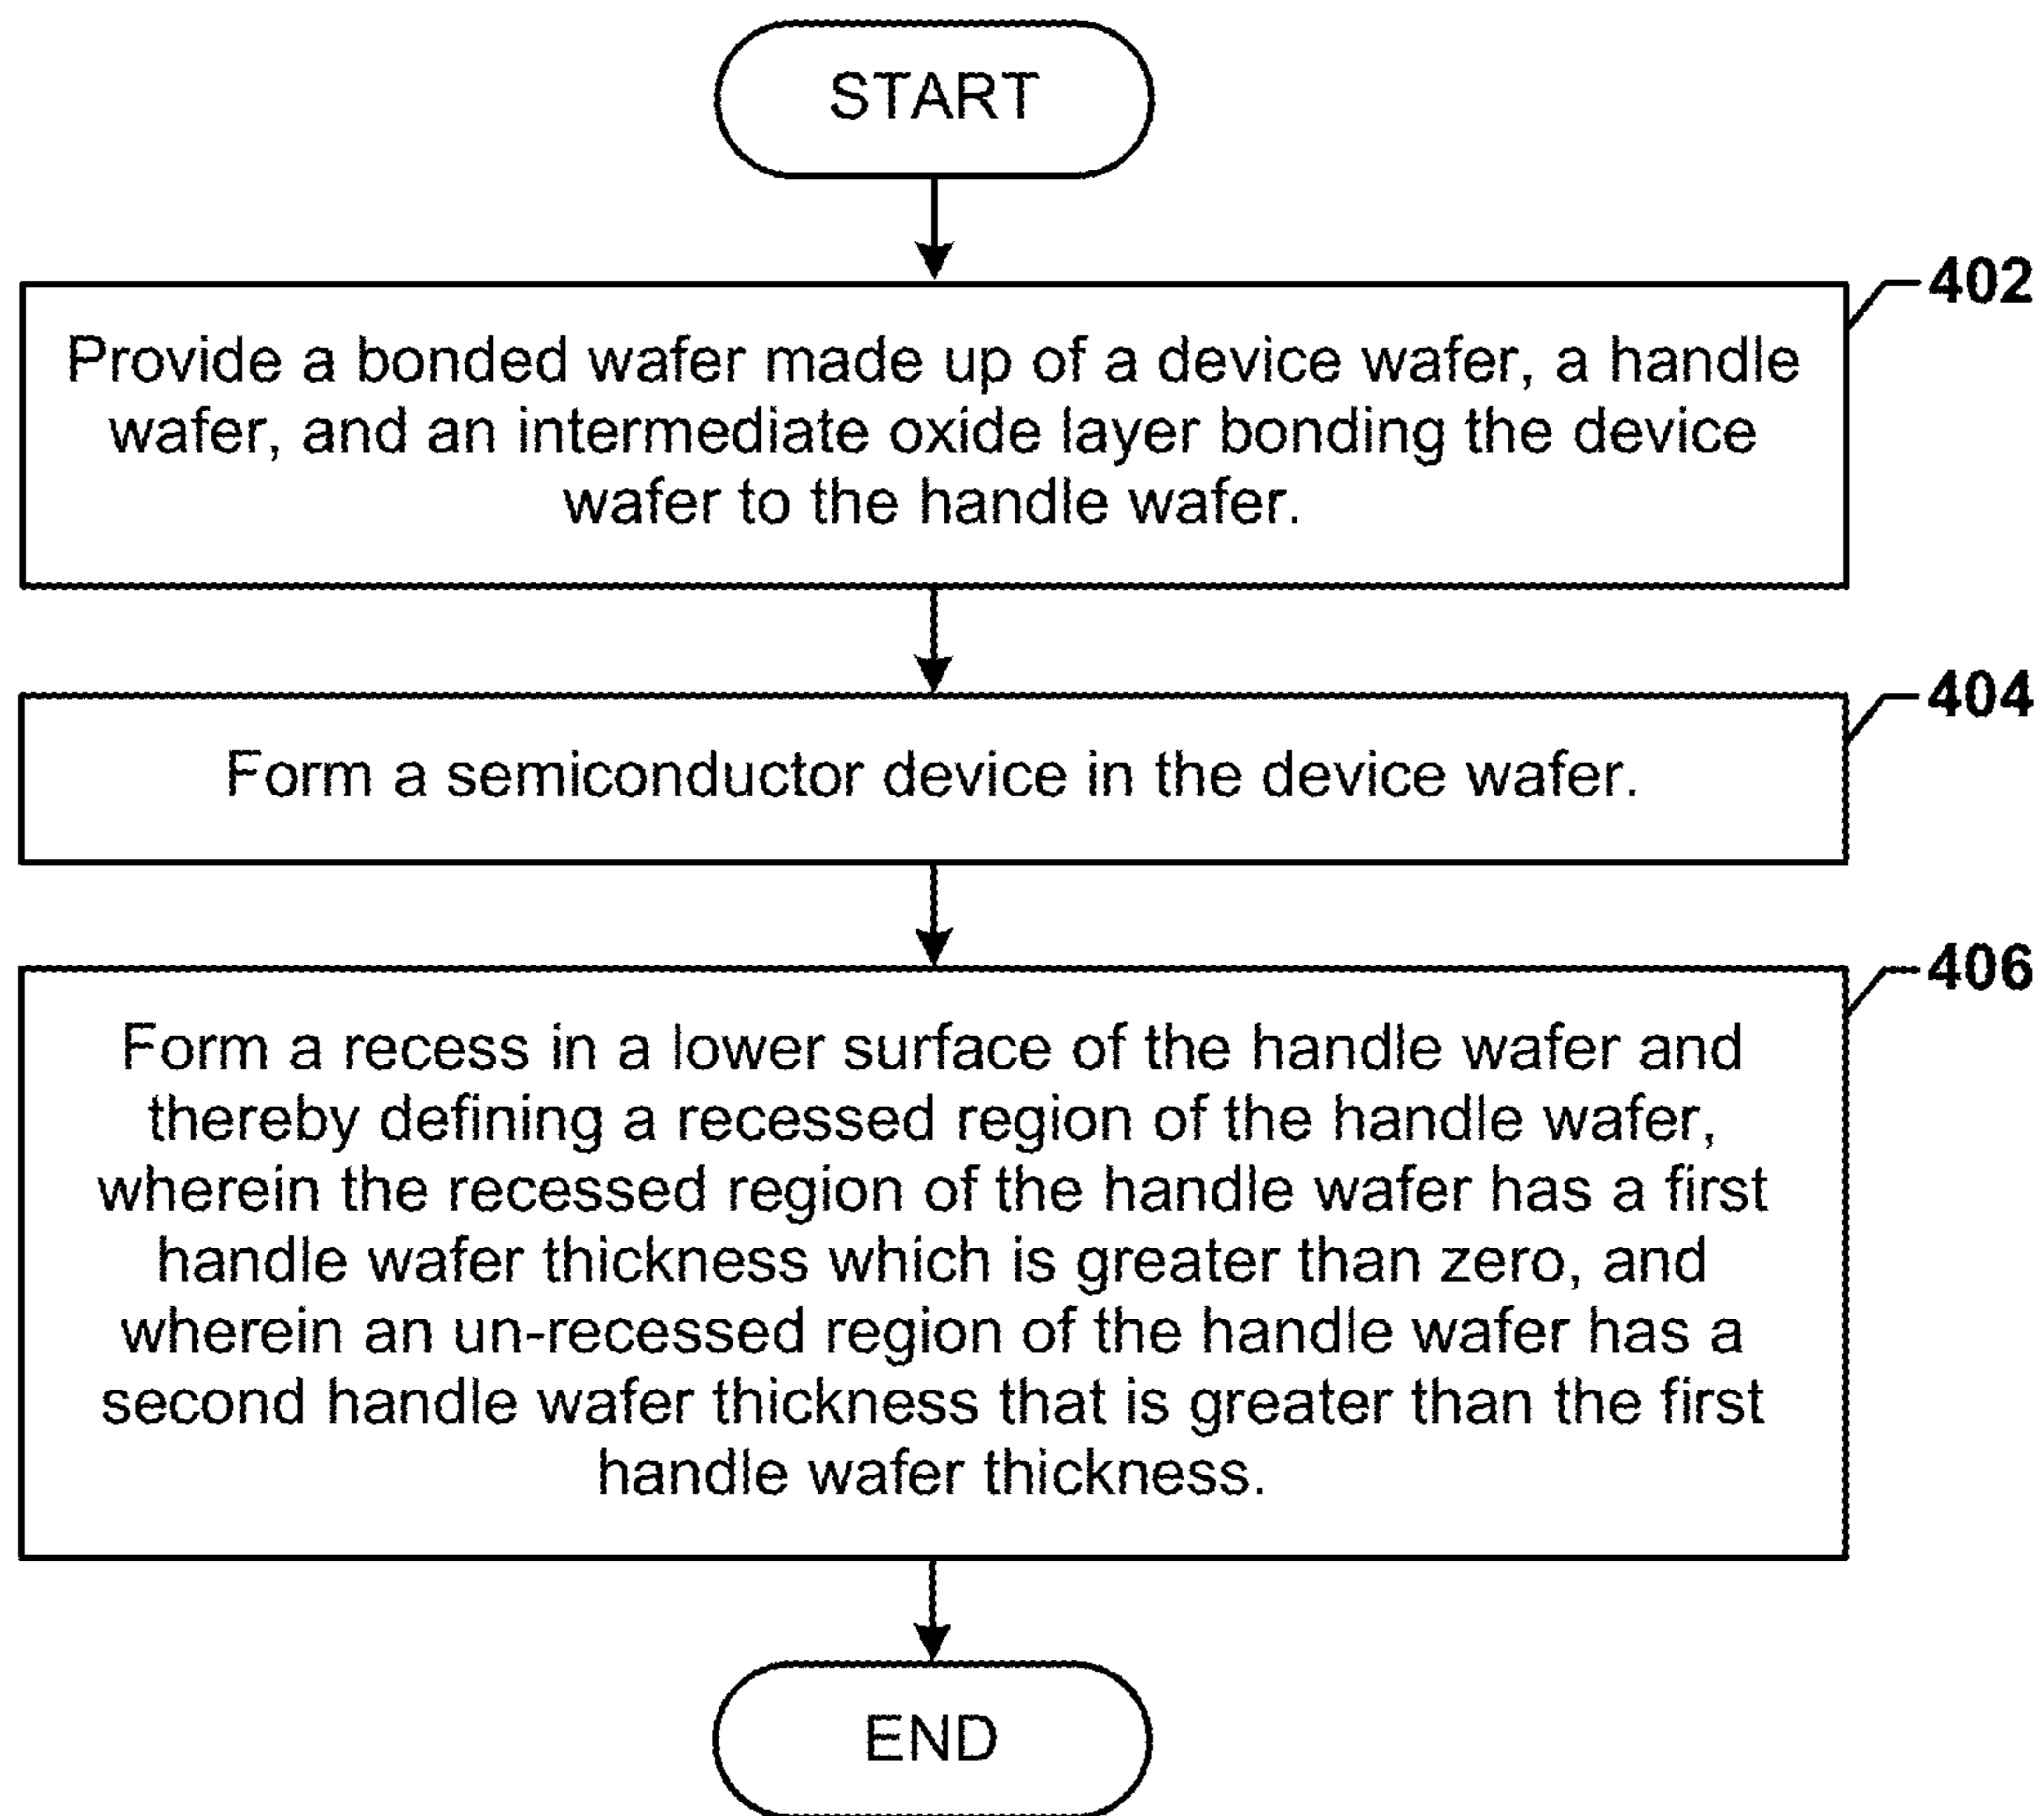 START
402
Provide a bonded wafer made up of a device wafer, a handle
wafer, and an intermediate oxide layer bonding the device
wafer to the handle wafer.
404
Form a semiconductor device in the device wafer.
406
Form a recess in a lower surface of the handle wafer and
thereby defining a recessed region of the handle wafer,
wherein the recessed region of the handle wafer has a first
handle wafer thickness which is greater than zero, and
wherein an un-recessed region of the handle wafer has a
second handle wafer thickness that is greater than the first
handle wafer thickness.
END